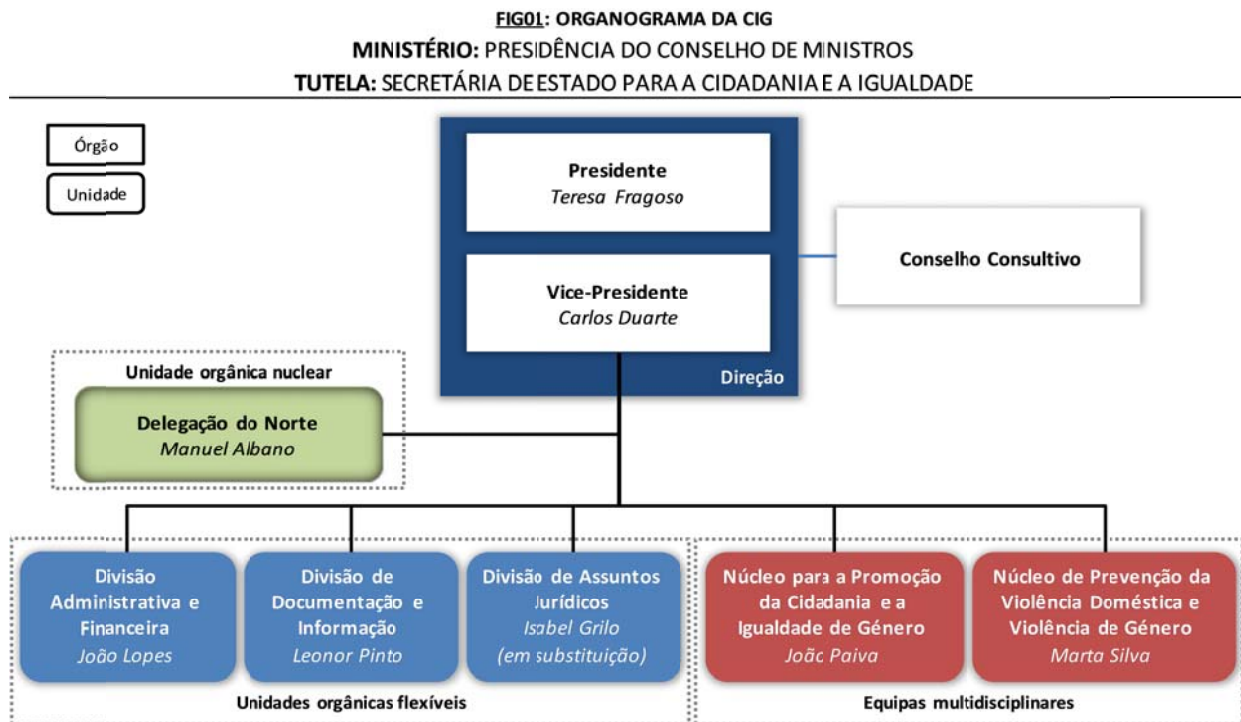 FIG01: ORGANOGRAMA DA CIG
MINISTÉRIO: PRESIDÊNCIA DO CONSELHO DE MINISTROS
TUTELA: SECRETÁRIA DE ESTADO PARA A CIDADANIA E A IGUALDADE
Órgão
Unidade
Presidente
Teresa Fragoso
Vice-Presidente
Carlos Duarte
Direção
Conselho Consultivo
Unidade orgânica nuclear
Delegação do Norte
Manuel Albano
Divisão
Administrativa e
Financeira
João Lopes
Divisão de
Documentação e
Informação
Leonor Pinto
Divisão de Assuntos
Jurídicos
Isabel Grilo
(em substituição)
Unidades orgânicas flexíveis
Núcleo para a Promoção
da Cidadania e a
Igualdade de Género
João Paiva
Núcleo de Prevenção da
Violência Doméstica e
Violência de Género
Marta Silva
Equipas multidisciplinares